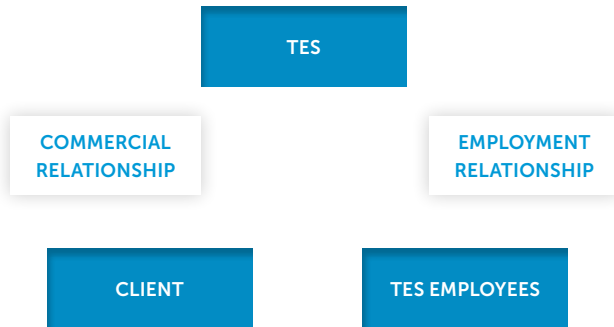 TES
COMMERCIAL
RELATIONSHIP
EMPLOYMENT
RELATIONSHIP
CLIENT
TES EMPLOYEES